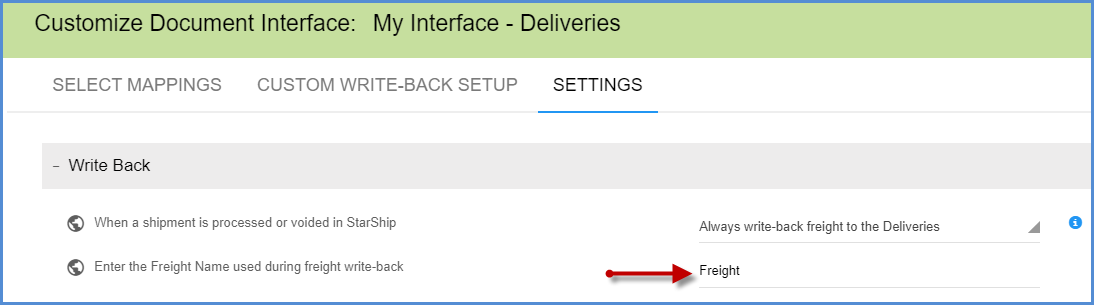 Customize Document Interface: My Interface - Deliveries
SELECT MAPPINGS CUSTOM WRITE-BACK SETUP SETTINGS
− Write Back
When a shipment is processed or voided in StarShip Always write-back freight to the Deliveries
Enter the Freight Name used during freight write-back Freight